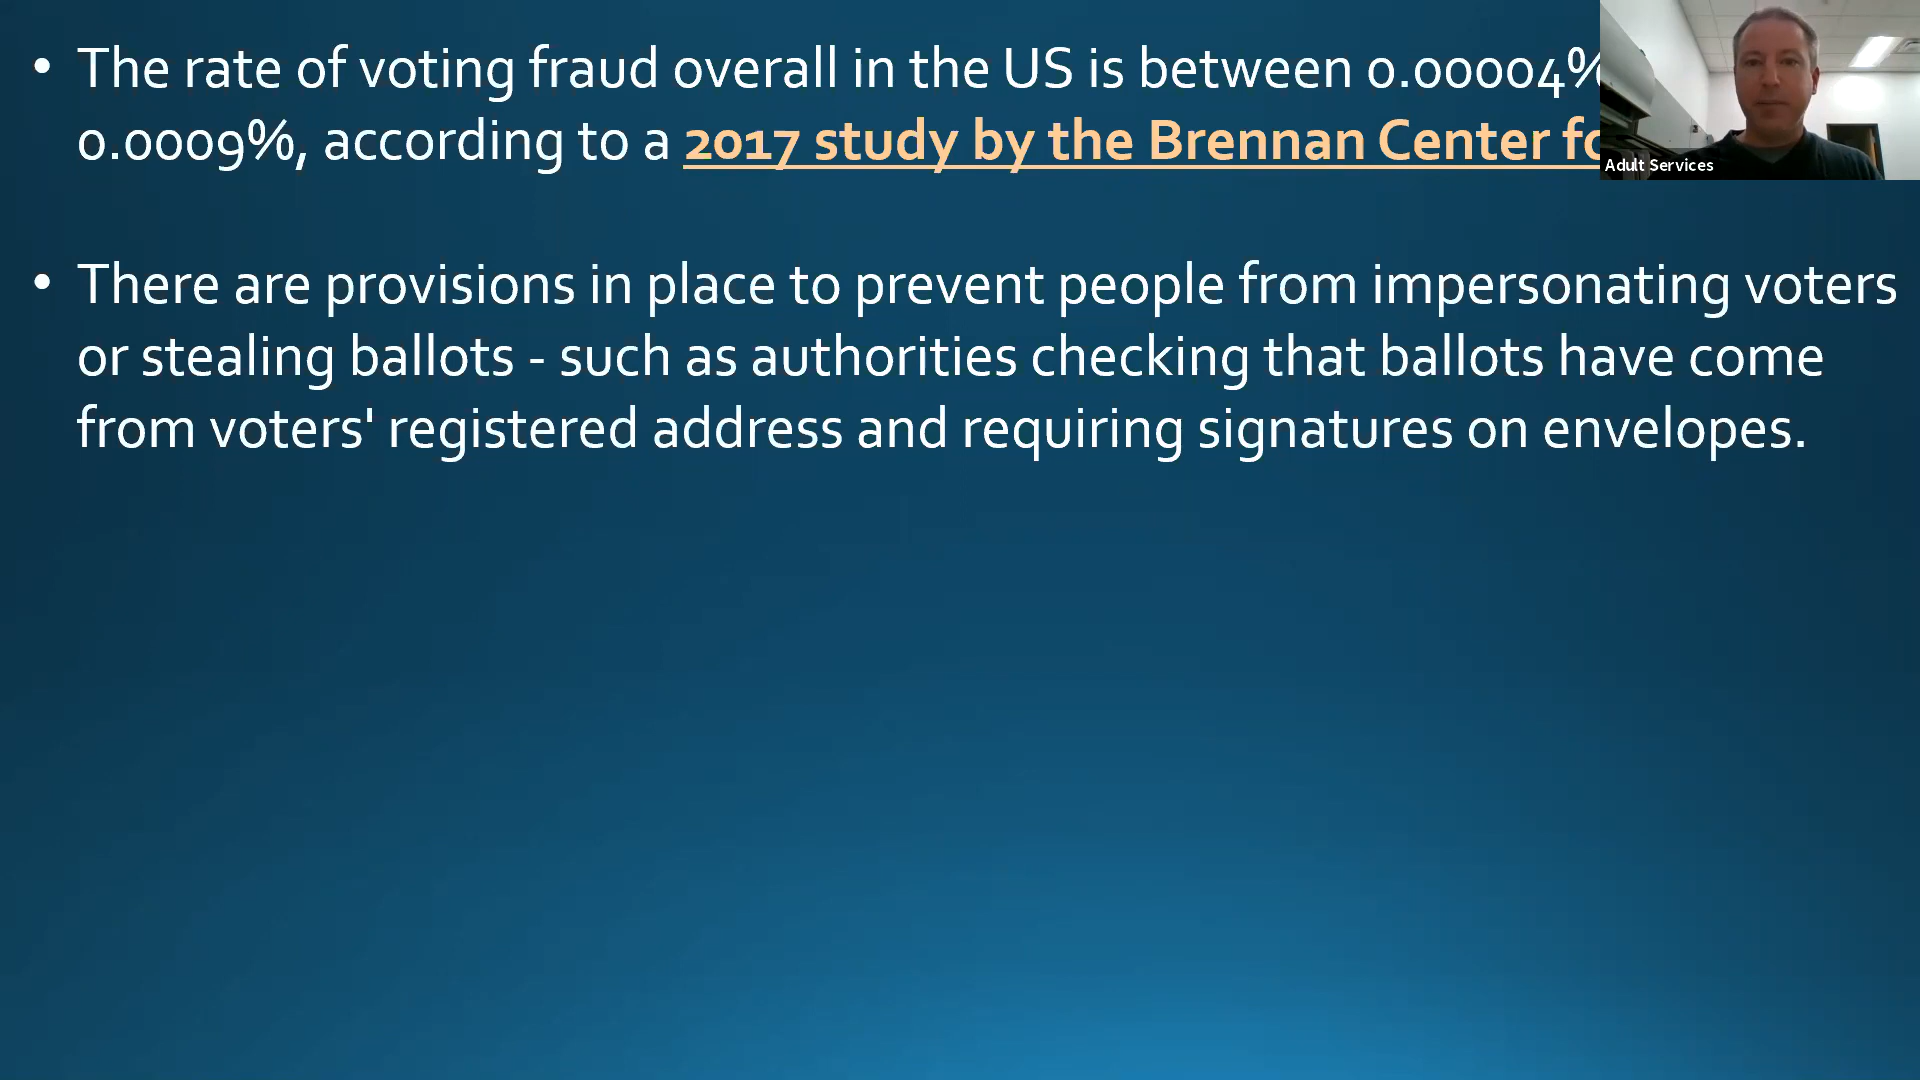 • The rate of voting fraud overall in the US is between 0.00004%
0.0009%, according to a 2017 study by the Brennan Center
Adult Services
• There are provisions in place to prevent people from impersonating voters
or stealing ballots - such as authorities checking that ballots have come
from voters' registered address and requiring signatures on envelopes.